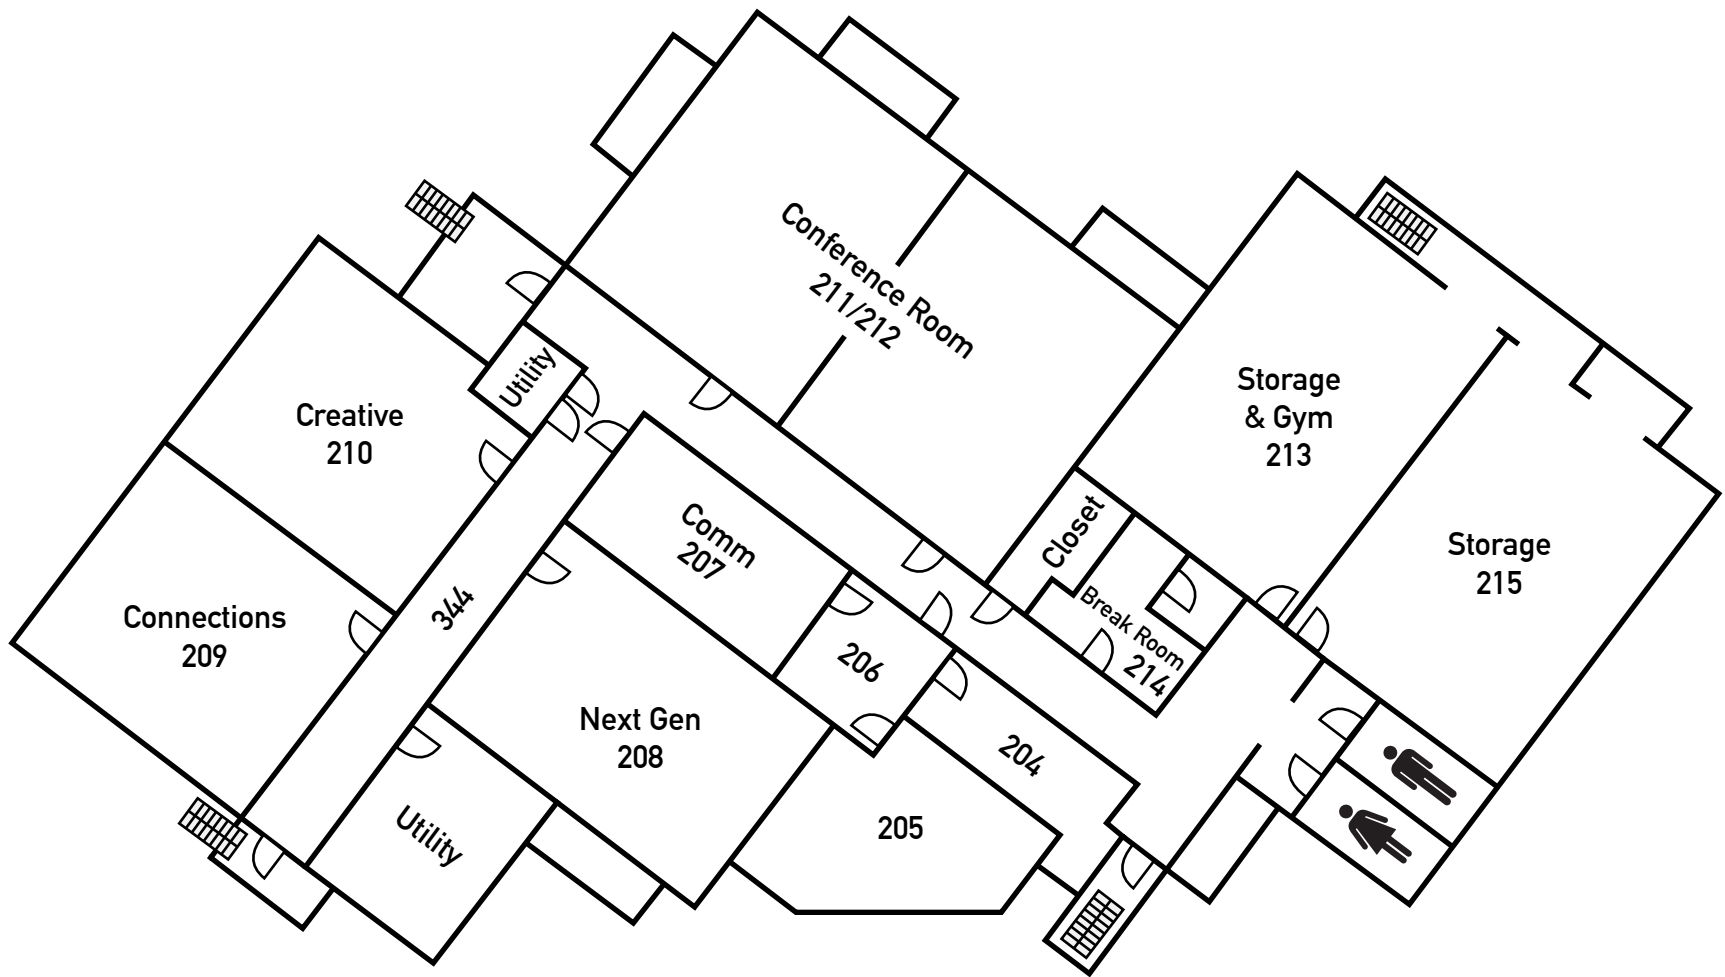 Conference Room
211/212
Storage
& Gym
213
Utility
Creative
210
Closet
Comm
207
Storage
215
344
Connections
209
Break Room
214
206
Next Gen
208
204
205
Utility